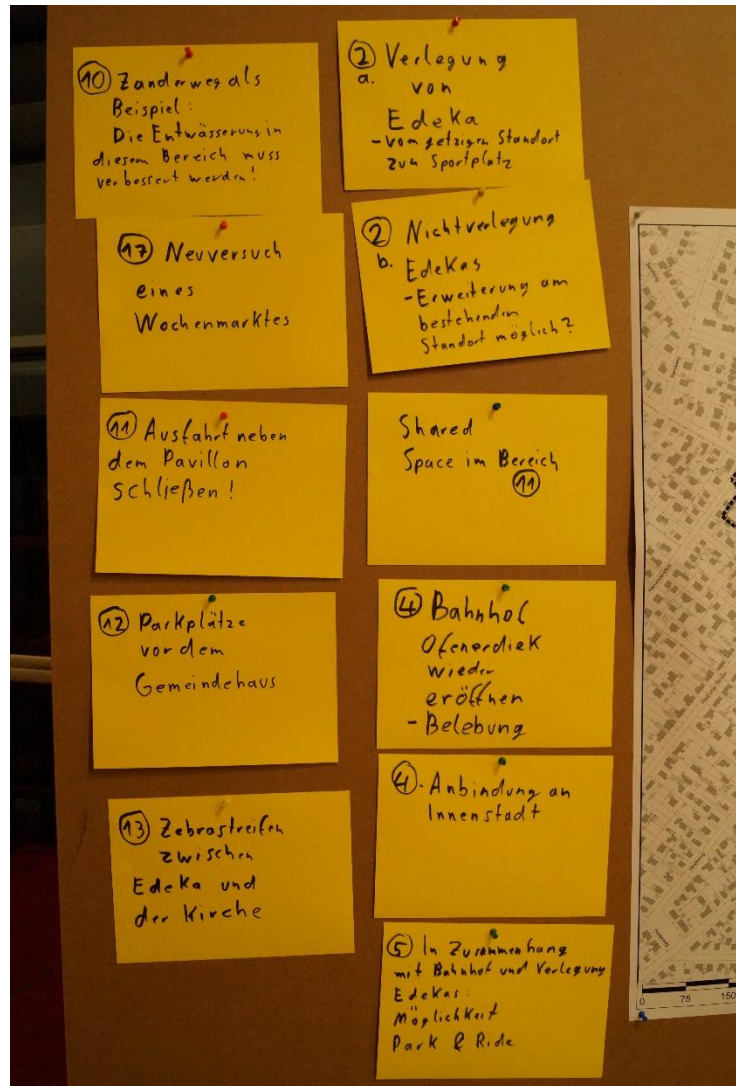 10 Zanderweg als
Beispiel:
Die Entwässerung in
diesem Bereich muss
verbessert werden!
17 Neuversuch
eines
Wochenmarktes
11 Ausfahrt neben
dem Pavillon
schließen!
12 Parkplätze
vor dem
Gemeindehaus
13 Zebrastreifen
zwischen
Edeka und
der Kirche
2 Verlegung
a. von
Edeka
- vom jetzigen Standort
zum Sportplatz
2 Nichtverlegung
b. Edekas
- Erweiterung am
bestehenden
Standort möglich?
Shared
Space im Bereich
11
4 Bahnhof
Ofenerdiek
wieder
eröffnen
- Belebung
4. Anbindung an
Innenstadt
5 In Zusammenhang
mit Bahnhof und Verlegung
Edekas:
Möglichkeit
Park & Ride
0 75 150